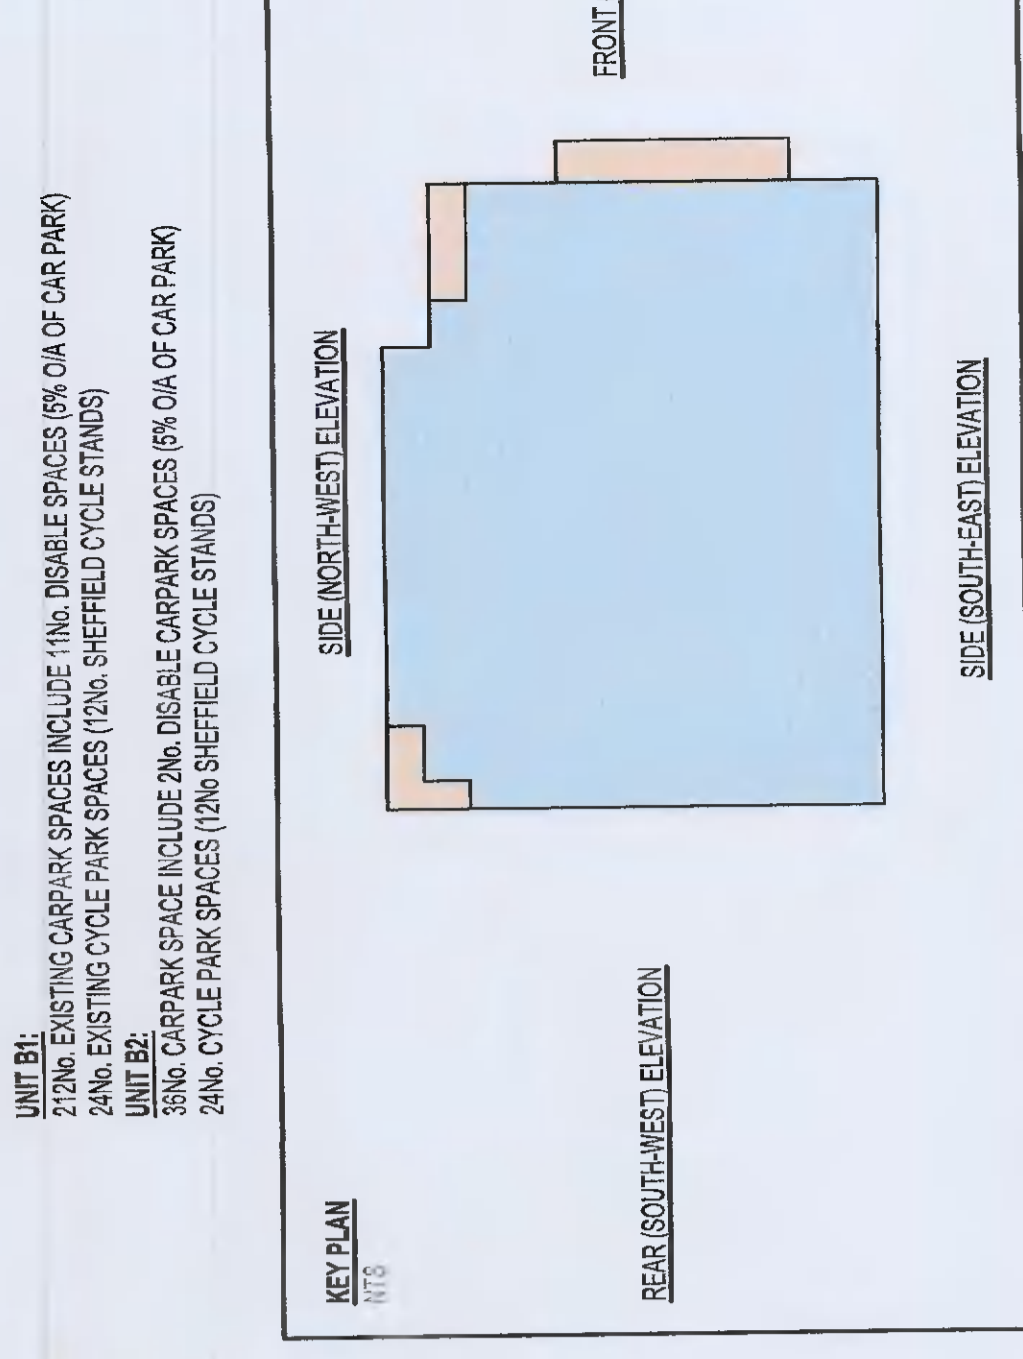 UNIT B1:
212No. EXISTING CARPARK SPACES INCLUDE 11No. DISABLE SPACES (5% O/A OF CAR PARK)
24No. EXISTING CYCLE PARK SPACES (12No. SHEFFIELD CYCLE STANDS)
UNIT B2:
36No. CARPARK SPACE INCLUDE 2No. DISABLE CARPARK SPACES (5% O/A OF CAR PARK)
24No. CYCLE PARK SPACES (12No SHEFFIELD CYCLE STANDS)
KEY PLAN
NTS
SIDE (NORTH-WEST) ELEVATION
FRONT
REAR (SOUTH-WEST) ELEVATION
SIDE (SOUTH-EAST) ELEVATION